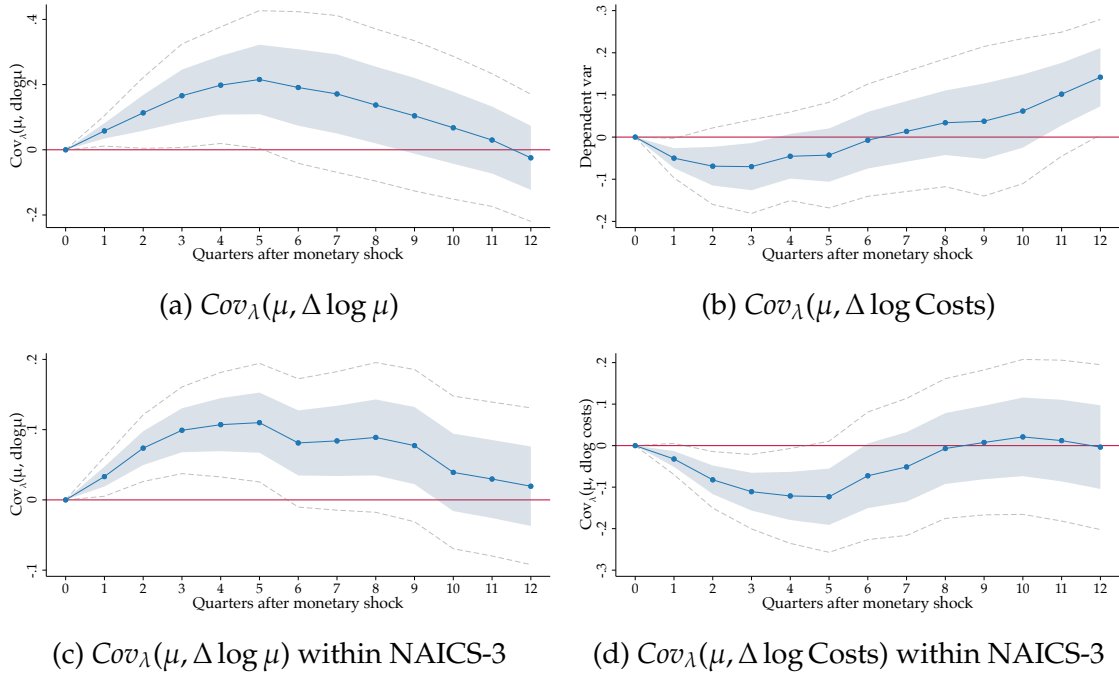 .4
.2
0
-.2
Cov_λ(μ, dlogμ)
0 1 2 3 4 5 6 7 8 9 10 11 12
Quarters after monetary shock
(a) Cov_λ(μ, Δ log μ)
.3
.2
.1
0
-.1
-.2
Dependent var
0 1 2 3 4 5 6 7 8 9 10 11 12
Quarters after monetary shock
(b) Cov_λ(μ, Δ log Costs)
.2
.1
0
-.1
Cov_λ(μ, dlogμ)
0 1 2 3 4 5 6 7 8 9 10 11 12
Quarters after monetary shock
(c) Cov_λ(μ, Δ log μ) within NAICS-3
.2
.1
0
-.1
-.2
-.3
Cov_λ(μ, dlog costs)
0 1 2 3 4 5 6 7 8 9 10 11 12
Quarters after monetary shock
(d) Cov_λ(μ, Δ log Costs) within NAICS-3